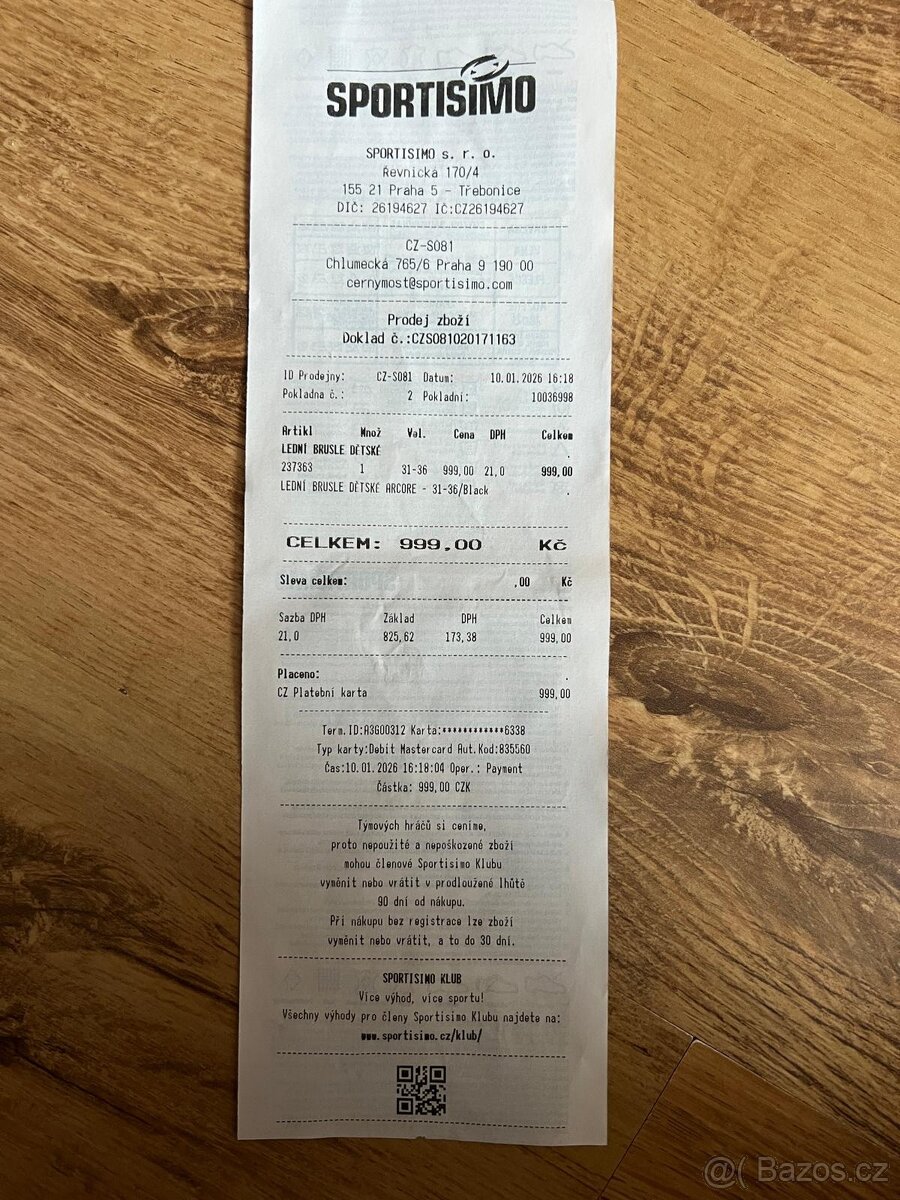 SPORTISIMO
SPORTISIMO s. r. o.
Řevnická 170/4
155 21 Praha 5 - Třebonice
DIČ: 26194627 IČ:CZ26194627
CZ-S081
Chlumecká 765/6 Praha 9 190 00
cernymost@sportisimo.com
Prodej zboží
Doklad č.:CZS081020171163
ID Prodejny: CZ-S081 Datum: 10.01.2026 16:18
Pokladna č.: 2 Pokladní: 10036998
Artikl Množ Vel. Cena DPH Celkem
LEDNÍ BRUSLE DĚTSKÉ .
237363 1 31-36 999,00 21,0 999,00
LEDNÍ BRUSLE DĚTSKÉ ARCORE - 31-36/Black .
CELKEM: 999,00 Kč
Sleva celkem: ,00 Kč
Sazba DPH Základ DPH Celkem
21,0 825,62 173,38 999,00
Placeno: .
CZ Platební karta 999,00
Term.ID:A3G00312 Karta:************6338
Typ karty:Debit Mastercard Aut.Kod:835560
Čas:10.01.2026 16:18:04 Oper.: Payment
Částka: 999,00 CZK
Týmových hráčů si ceníme,
proto nepoužité a nepoškozené zboží
mohou členové Sportisimo Klubu
vyměnit nebo vrátit v prodloužené lhůtě
90 dní od nákupu.
Při nákupu bez registrace lze zboží
vyměnit nebo vrátit, a to do 30 dní.
SPORTISIMO KLUB
Více výhod, více sportu!
Všechny výhody pro členy Sportisimo Klubu najdete na:
www.sportisimo.cz/klub/
@( Bazos.cz